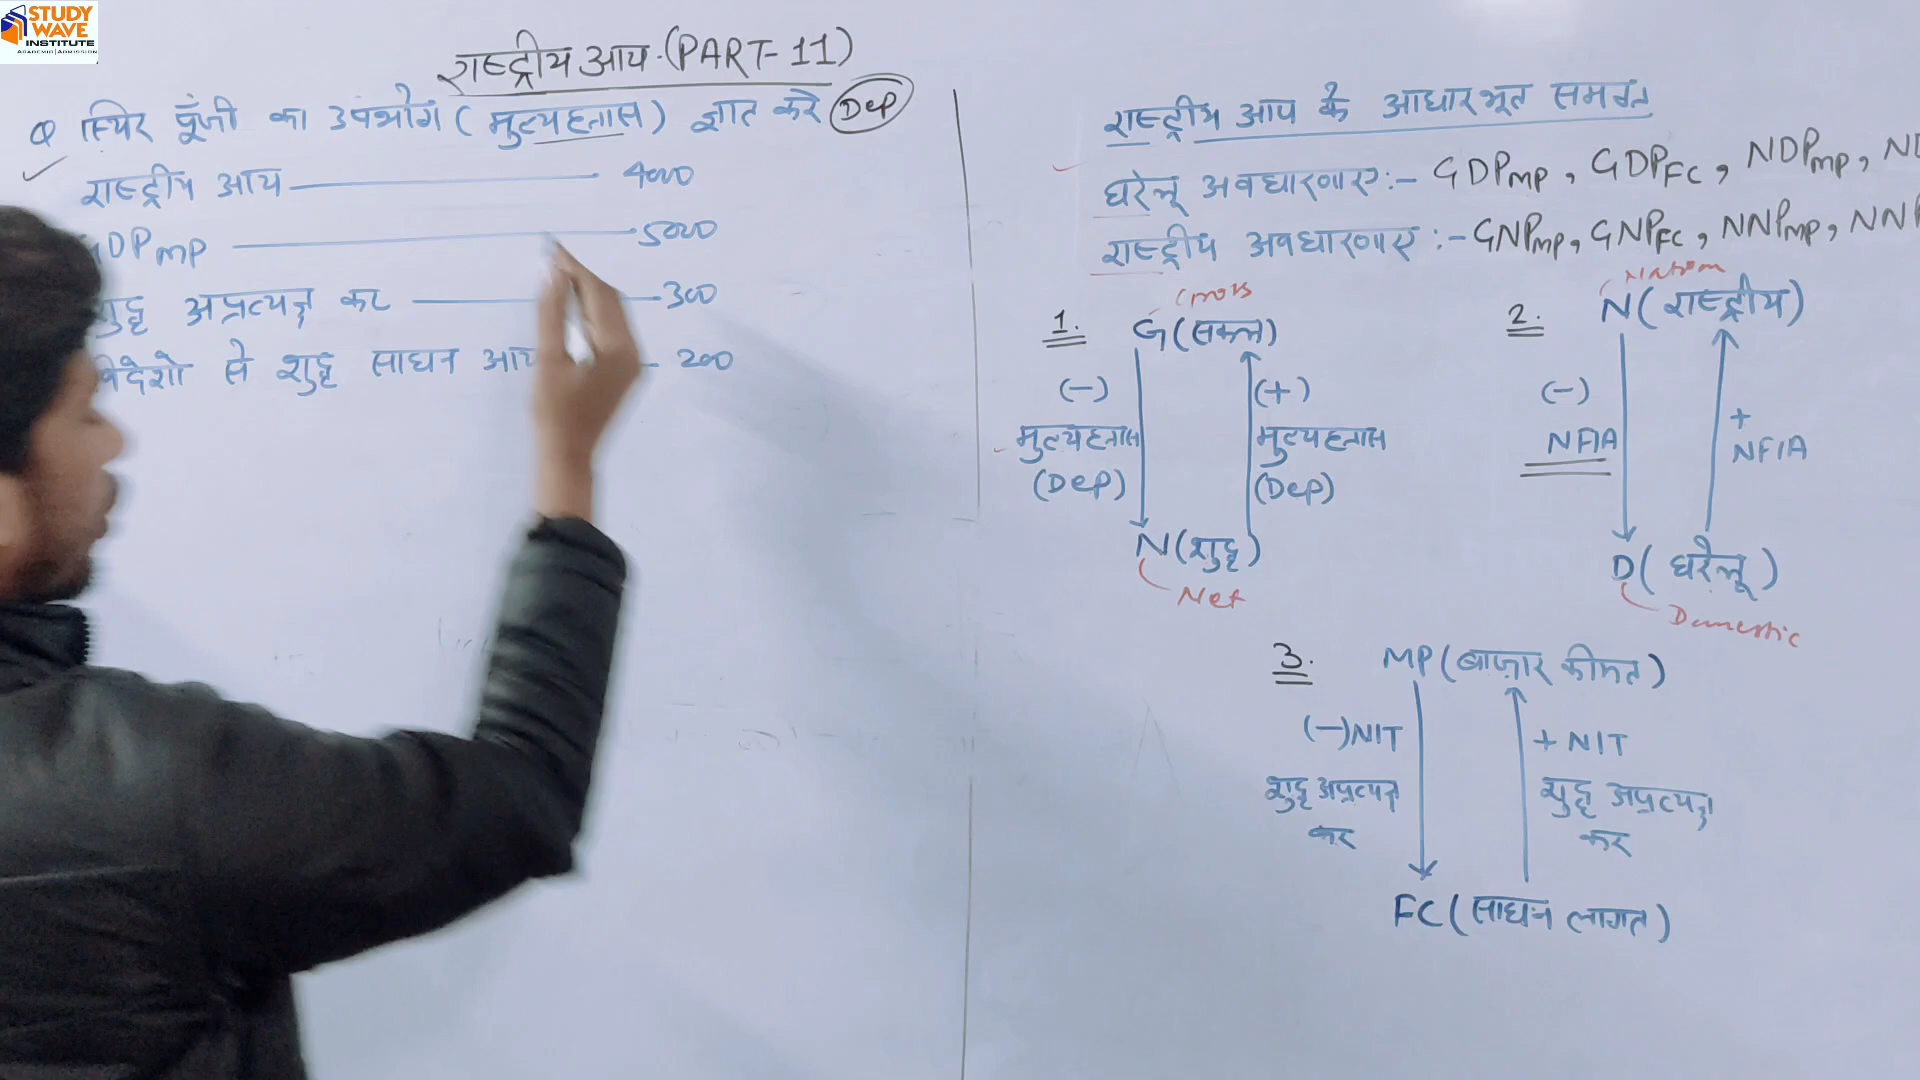 STUDY
WAVE
INSTITUTE
राष्ट्रीय आय (PART-11)
Q स्थिर पूँजी का उपभोग (मुल्यह्तास) ज्ञात करे Dep
राष्ट्रीय आय 4000
GDPMP 5000
शुद्ध अप्रत्यक्ष कर 300
विदेशो से शुद्ध साधन आय 200
राष्ट्रीय आय के आधारभूत समस्त
घरेलू अवधारणाए :- GDPMP, GDPFC, NDPMP,
राष्ट्रीय अवधारणाए :- GNPMP, GNPFC, NNPMP, NNP
1. Gross
G (सकल)
(-) मुल्यह्तास (Dep)
(+) मुल्यह्तास (Dep)
N (शुद्ध)
Net
2. Nation
N (राष्ट्रीय)
(-) NFIA
+ NFIA
D (घरेलू)
Domestic
3. MP (बाज़ार कीमत)
(-) NIT शुद्ध अप्रत्यक्ष कर
+ NIT शुद्ध अप्रत्यक्ष कर
FC (साधन लागत)